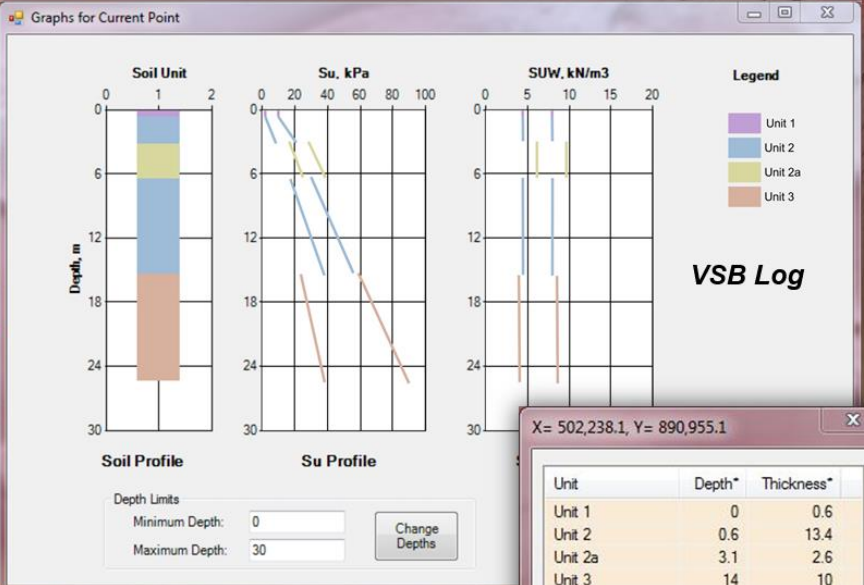 Graphs for Current Point
Soil Unit
0 1 2
0
6
12
18
24
30
Depth, m
Soil Profile
Su, kPa
0 20 40 60 80 100
0
6
12
18
24
30
Su Profile
SUW, kN/m3
0 5 10 15 20
0
6
12
18
24
30
Legend
Unit 1
Unit 2
Unit 2a
Unit 3
VSB Log
Depth Limits
Minimum Depth: 0
Maximum Depth: 30
Change
Depths
X= 502,238.1, Y= 890,955.1
Unit Depth* Thickness*
Unit 1 0 0.6
Unit 2 0.6 13.4
Unit 2a 3.1 2.6
Unit 3 14 10